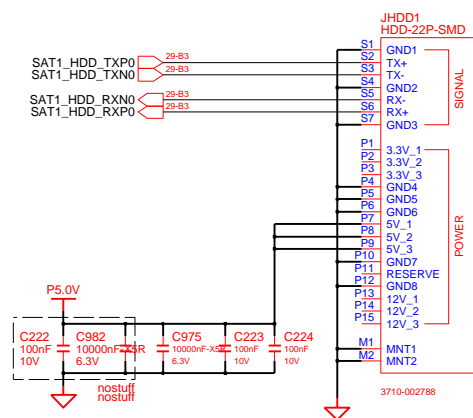 JHDD1
HDD-22P-SMD
S1 GND1
SAT1_HDD_TXP0 29-B3 S2 TX+
SAT1_HDD_TXN0 29-B3 S3 TX-
S4 GND2
SAT1_HDD_RXN0 29-B3 S5 RX-
SAT1_HDD_RXP0 29-B3 S6 RX+
S7 GND3
SIGNAL
P1 3.3V_1
P2 3.3V_2
P3 3.3V_3
P4 GND4
P5 GND5
P6 GND6
P7 5V_1
P8 5V_2
P9 5V_3
P10 GND7
P11 RESERVE
P12 GND8
P13 12V_1
P14 12V_2
P15 12V_3
POWER
M1 MNT1
M2 MNT2
3710-002788
P5.0V
C222 C982 C975 C223 C224
100nF 10000nF-X5R 10000nF-X5R 100nF 100nF
10V 6.3V 6.3V 10V 10V
nostuff
nostuff